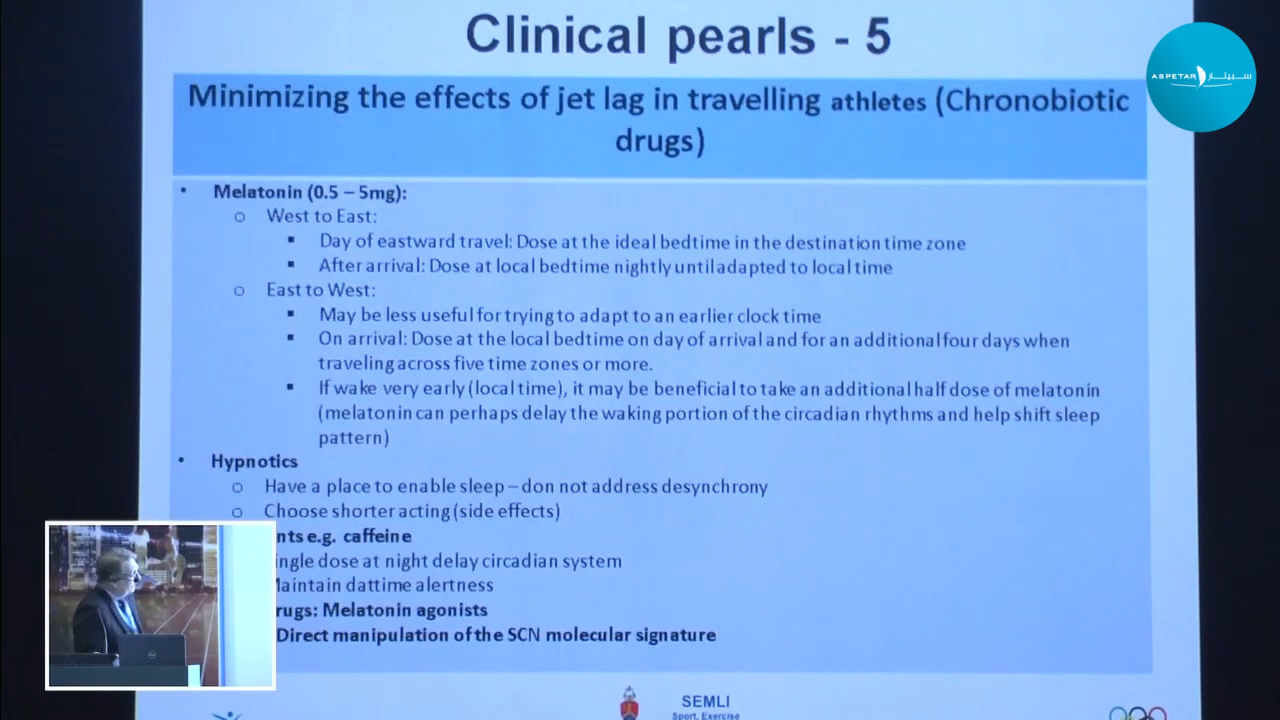 Clinical pearls - 5
ASPETAR سبيتار
Minimizing the effects of jet lag in travelling athletes (Chronobiotic
drugs)
• Melatonin (0.5 – 5mg):
o West to East:
▪ Day of eastward travel: Dose at the ideal bedtime in the destination time zone
▪ After arrival: Dose at local bedtime nightly until adapted to local time
o East to West:
▪ May be less useful for trying to adapt to an earlier clock time
▪ On arrival: Dose at the local bedtime on day of arrival and for an additional four days when
traveling across five time zones or more.
▪ If wake very early (local time), it may be beneficial to take an additional half dose of melatonin
(melatonin can perhaps delay the waking portion of the circadian rhythms and help shift sleep
pattern)
• Hypnotics
o Have a place to enable sleep – don not address desynchrony
o Choose shorter acting (side effects)
nts e.g. caffeine
ingle dose at night delay circadian system
Maintain dattime alertness
rugs: Melatonin agonists
Direct manipulation of the SCN molecular signature
SEMLI
Sport, Exercise